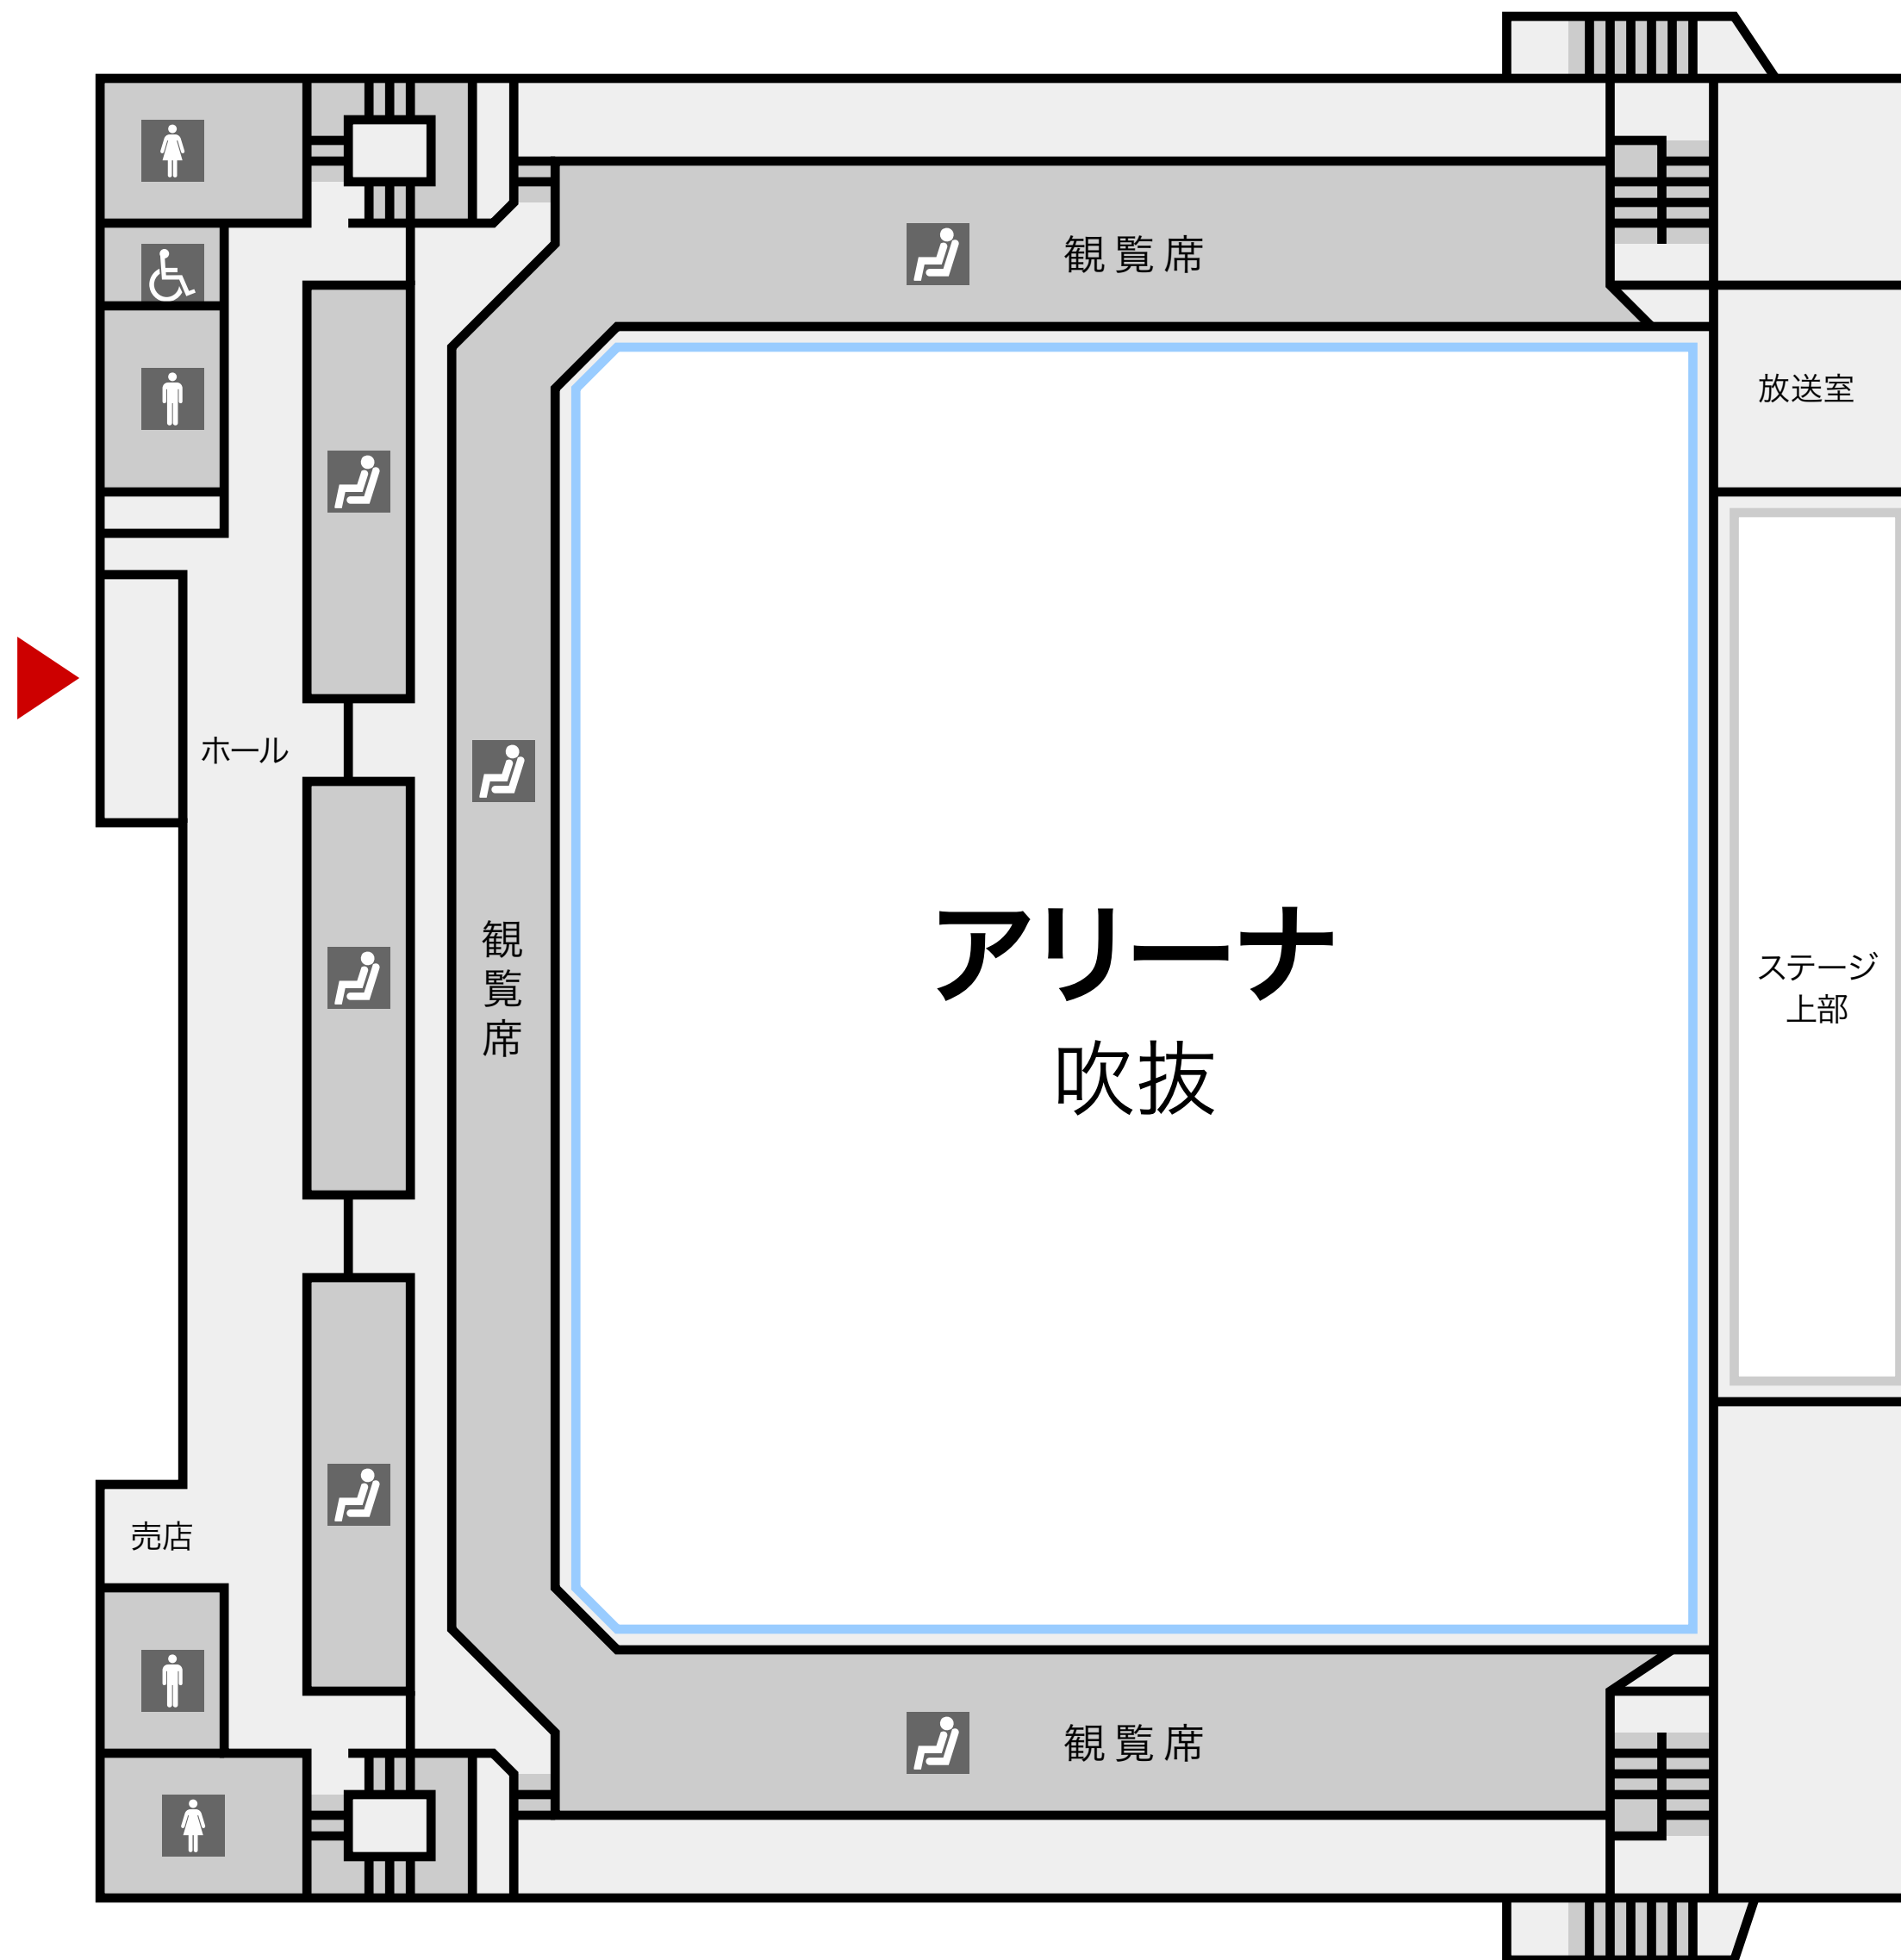 観覧席
放送室
ホール
観覧席
アリーナ
吹抜
ステージ
上部
売店
観覧席